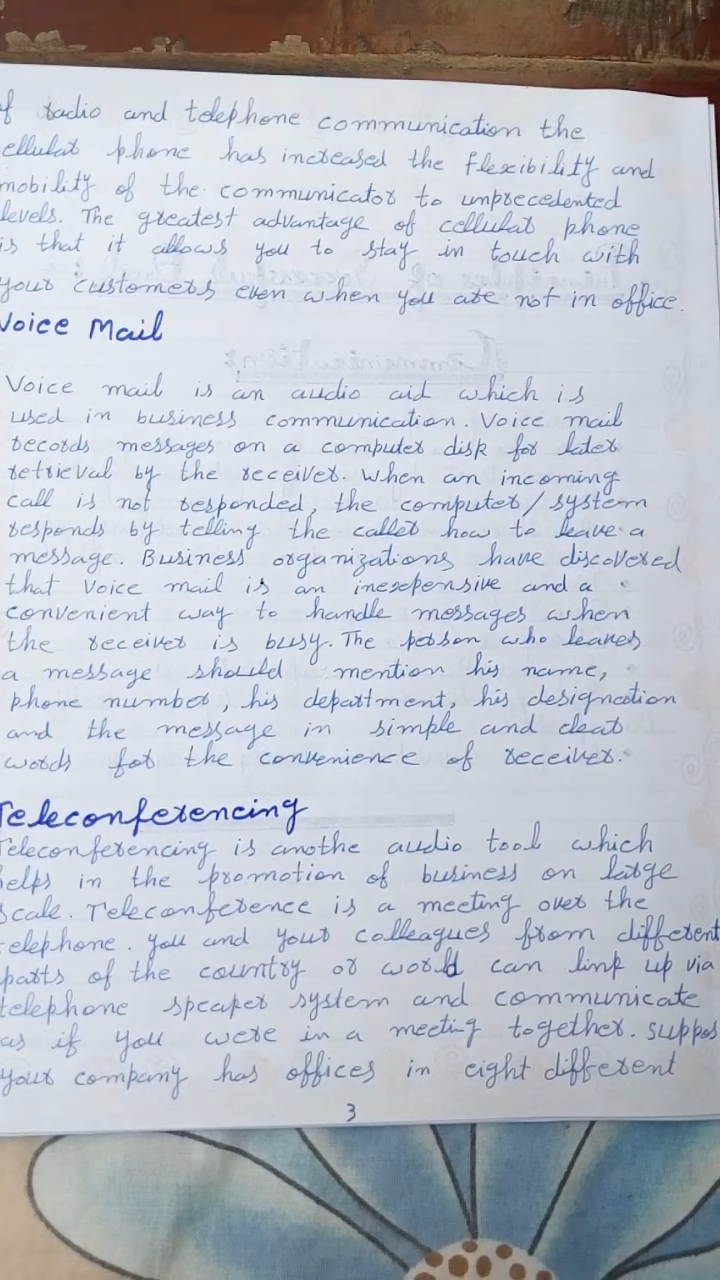 f radio and telephone communication the
ellular phone has increased the flexibility and
mobility of the communicator to unprecedented
levels. The greatest advantage of cellular phone
is that it allows you to stay in touch with
your customers even when you are not in office.
Voice Mail
Voice mail is an audio aid which is
used in business communication. Voice mail
records messages on a computer disk for later
retrieval by the receiver. When an incoming
call is not responded, the computer/system
responds by telling the caller how to leave a
message. Business organizations have discovered
that Voice mail is an inexepensive and a
convenient way to handle messages when
the receiver is busy. The person who leaves
a message should mention his name,
phone number, his department, his designation
and the message in simple and clear
words for the convenience of receiver.
Teleconferencing
Teleconferencing is anothe audio tool which
elps in the promotion of business on large
scale. Teleconference is a meeting over the
telephone. you and your colleagues from different
parts of the country or world can link up via
telephone speaper system and communicate
as if you were in a meeting together. suppos
your company has offices in eight different
3